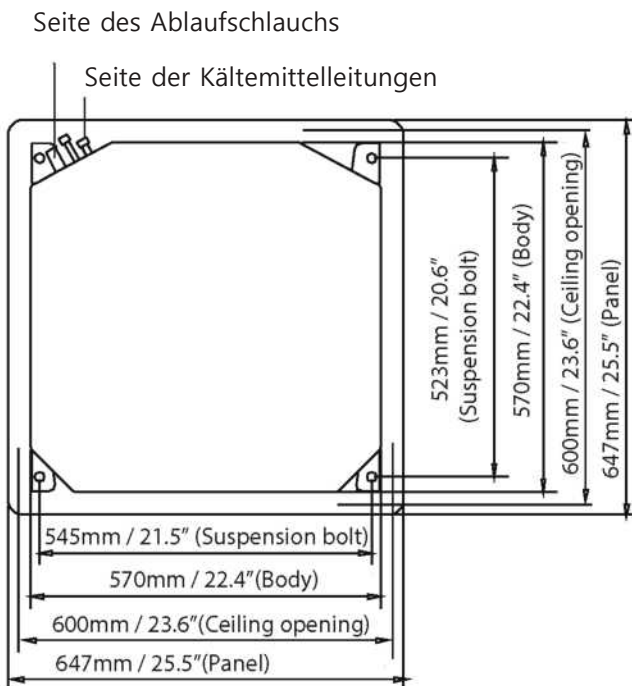 Seite des Ablaufschlauchs
Seite der Kältemittelleitungen
523mm / 20.6″
(Suspension bolt)
570mm / 22.4″ (Body)
600mm / 23.6″ (Ceiling opening)
647mm / 25.5″ (Panel)
545mm / 21.5″ (Suspension bolt)
570mm / 22.4″(Body)
600mm / 23.6″(Ceiling opening)
647mm / 25.5″(Panel)